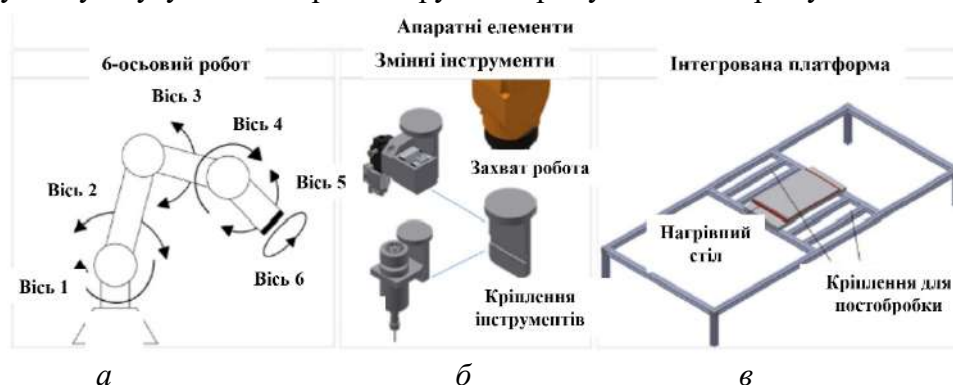 Апаратні елементи
6-осьовий робот
Змінні інструменти
Інтегрована платформа
Вісь 3
Вісь 4
Вісь 2
Вісь 5
Вісь 1
Вісь 6
Захват робота
Кріплення
інструментів
Нагрівний
стіл
Кріплення для
постобробки
а
б
в